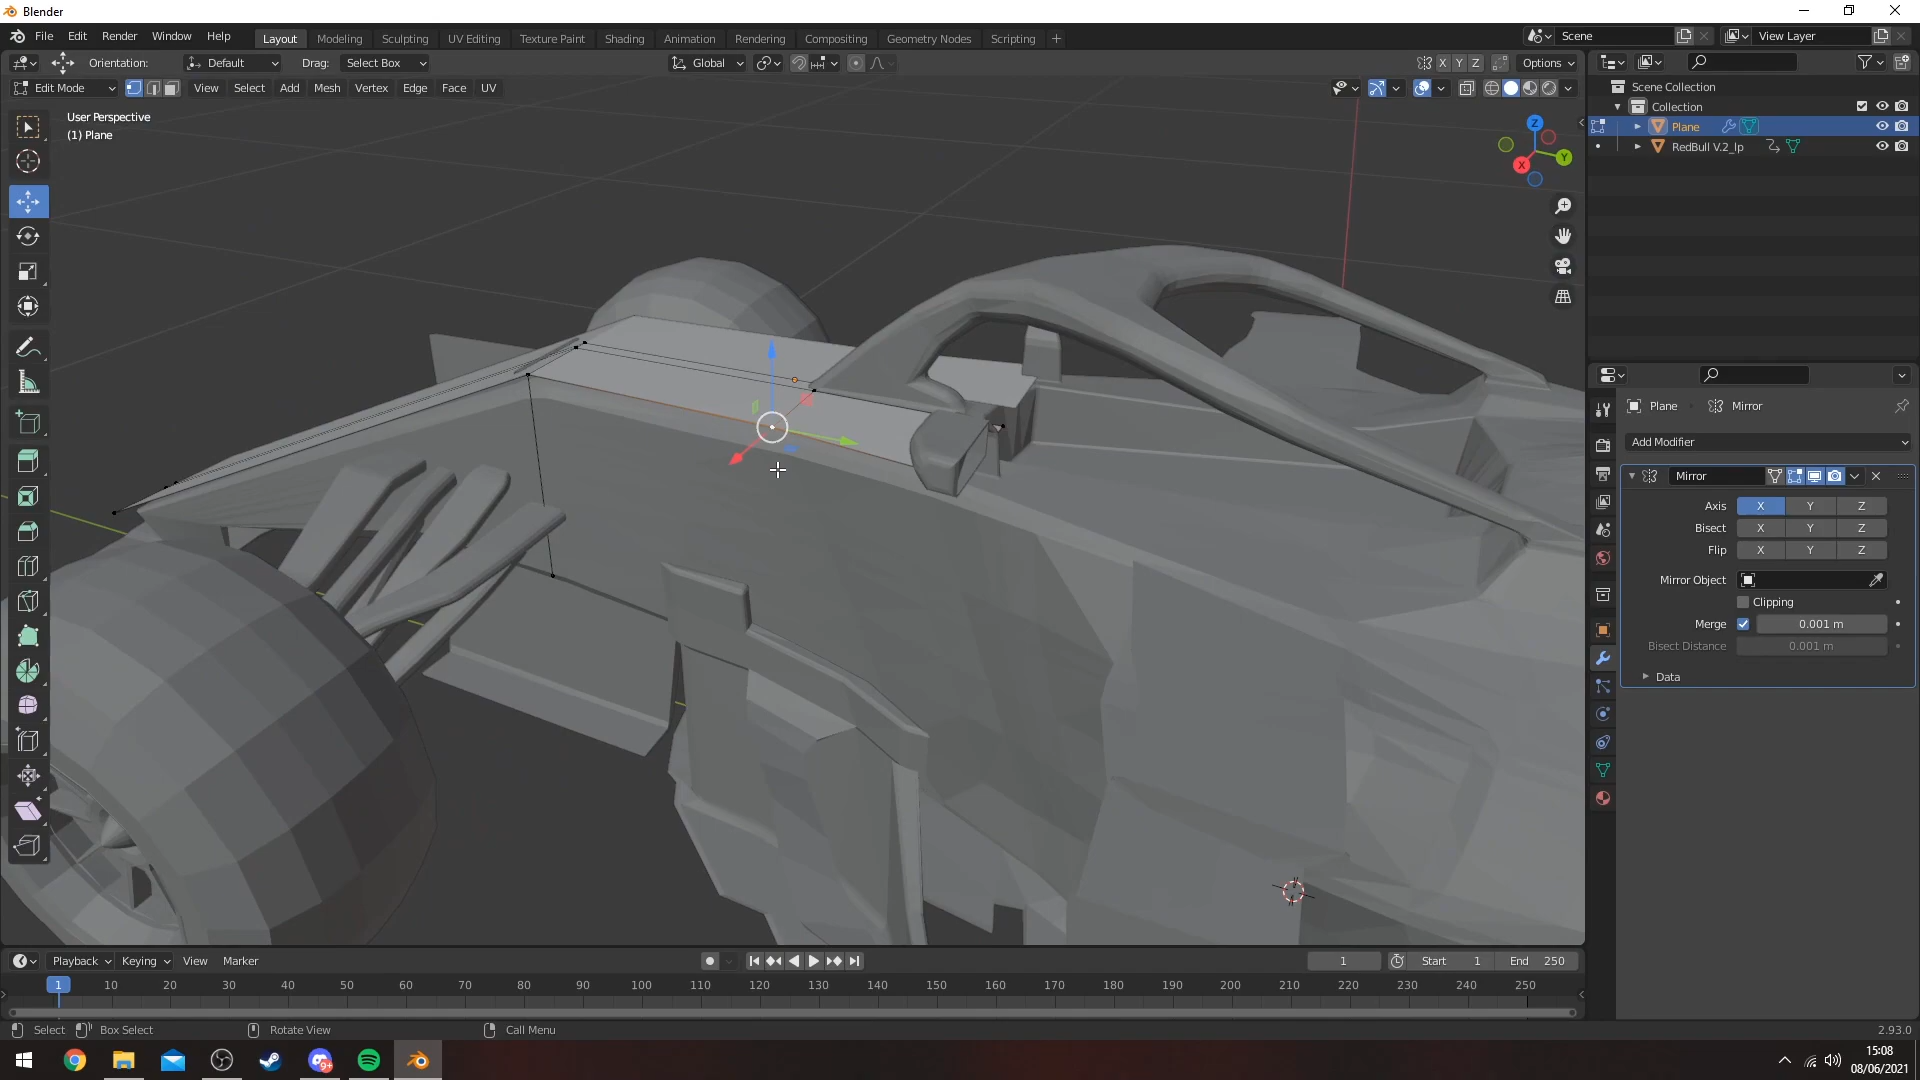 Blender
File Edit Render Window Help
Layout Modeling Sculpting UV Editing Texture Paint Shading Animation Rendering Compositing Geometry Nodes Scripting +
Scene
View Layer
Orientation: Default Drag: Select Box Global X Y Z Options
Edit Mode View Select Add Mesh Vertex Edge Face UV
User Perspective
(1) Plane
Z
Y
X
Scene Collection
Collection
Plane
RedBull V.2_lp
Plane Mirror
Add Modifier
Mirror
Axis X Y Z
Bisect X Y Z
Flip X Y Z
Mirror Object
Clipping
Merge 0.001 m
Bisect Distance 0.001 m
Data
Playback Keying View Marker 1 Start 1 End 250
1 10 20 30 40 50 60 70 80 90 100 110 120 130 140 150 160 170 180 190 200 210 220 230 240 250
Select Box Select Rotate View Call Menu 2.93.0
9+
15:08
08/06/2021